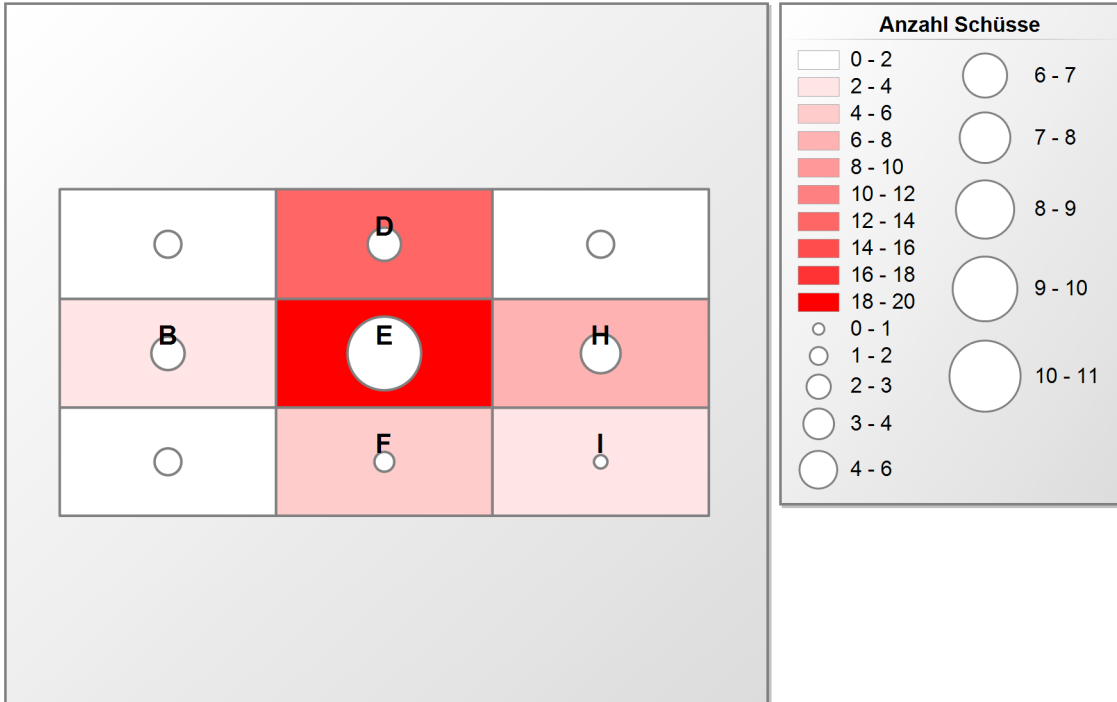 D
B
E
H
F
I
Anzahl Schüsse
0 - 2
2 - 4
4 - 6
6 - 8
8 - 10
10 - 12
12 - 14
14 - 16
16 - 18
18 - 20
0 - 1
1 - 2
2 - 3
3 - 4
4 - 6
6 - 7
7 - 8
8 - 9
9 - 10
10 - 11